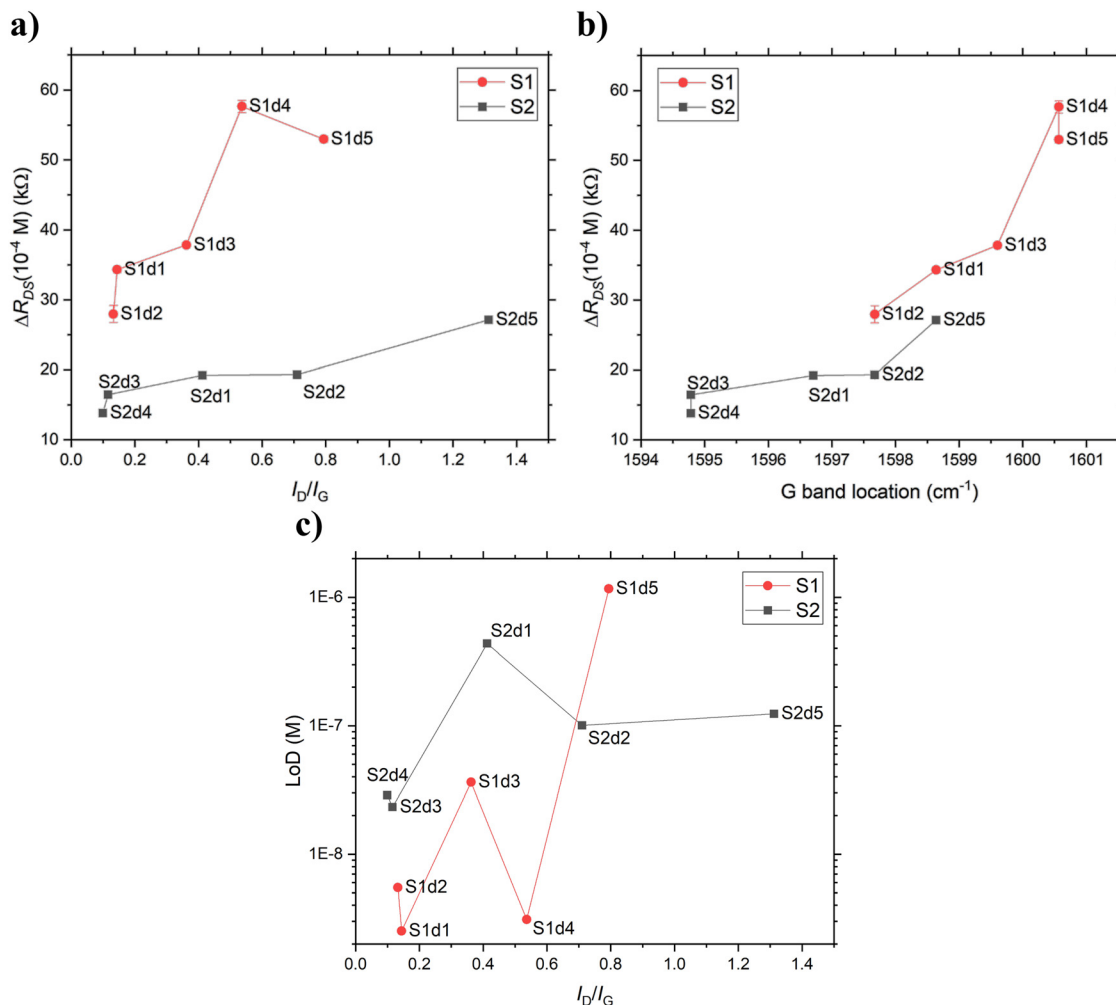 a)
S1
S2
60
50
40
30
20
10
ΔR_DS(10^-4 M) (kΩ)
S1d4
S1d5
S1d3
S1d1
S1d2
S2d5
S2d3
S2d1
S2d2
S2d4
0.0 0.2 0.4 0.6 0.8 1.0 1.2 1.4
I_D/I_G
b)
S1
S2
60
50
40
30
20
10
ΔR_DS(10^-4 M) (kΩ)
S1d4
S1d5
S1d3
S1d1
S1d2
S2d5
S2d3
S2d2
S2d1
S2d4
1594 1595 1596 1597 1598 1599 1600 1601
G band location (cm^-1)
c)
S1
S2
1E-6
1E-7
1E-8
LoD (M)
S1d5
S2d1
S2d5
S2d2
S2d4
S1d3
S2d3
S1d2
S1d1
S1d4
0.0 0.2 0.4 0.6 0.8 1.0 1.2 1.4
I_D/I_G